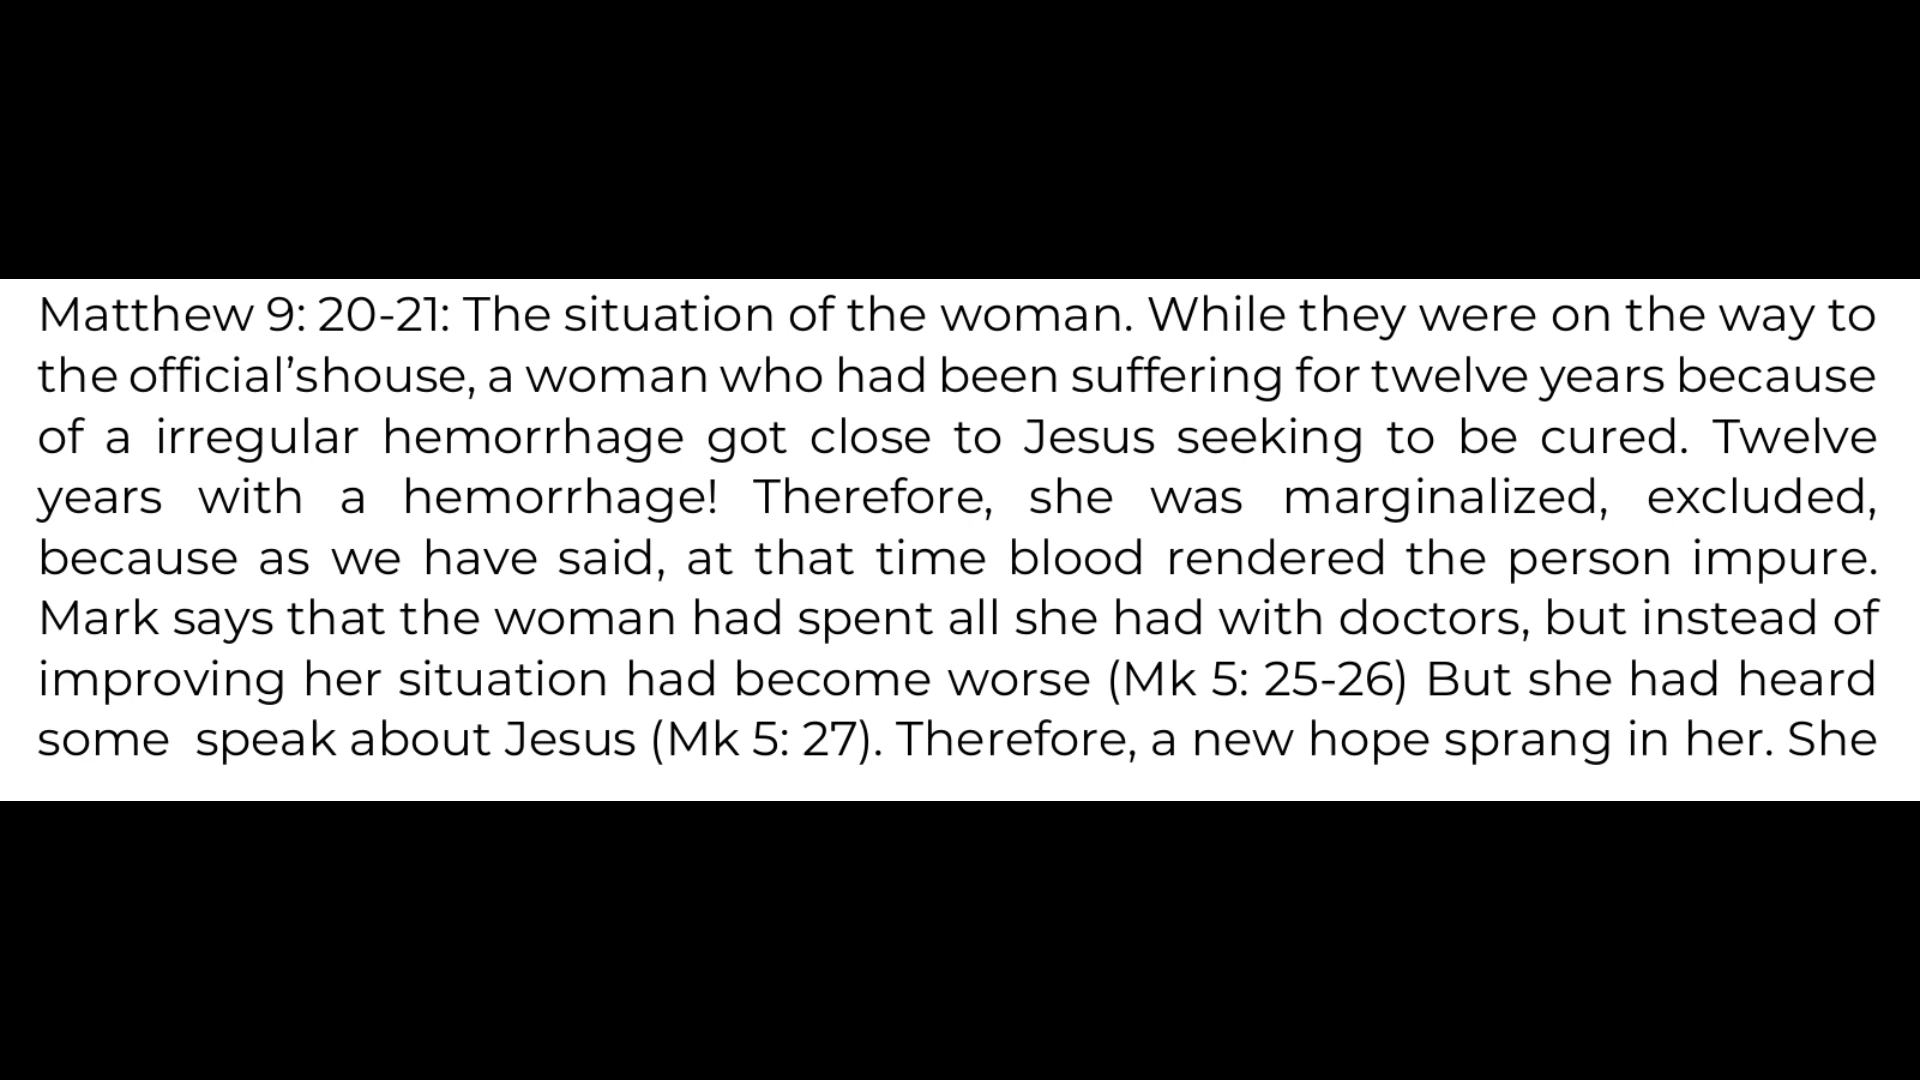 Matthew 9: 20-21: The situation of the woman. While they were on the way to
the official’shouse, a woman who had been suffering for twelve years because
of a irregular hemorrhage got close to Jesus seeking to be cured. Twelve
years with a hemorrhage! Therefore, she was marginalized, excluded,
because as we have said, at that time blood rendered the person impure.
Mark says that the woman had spent all she had with doctors, but instead of
improving her situation had become worse (Mk 5: 25-26) But she had heard
some  speak about Jesus (Mk 5: 27). Therefore, a new hope sprang in her. She